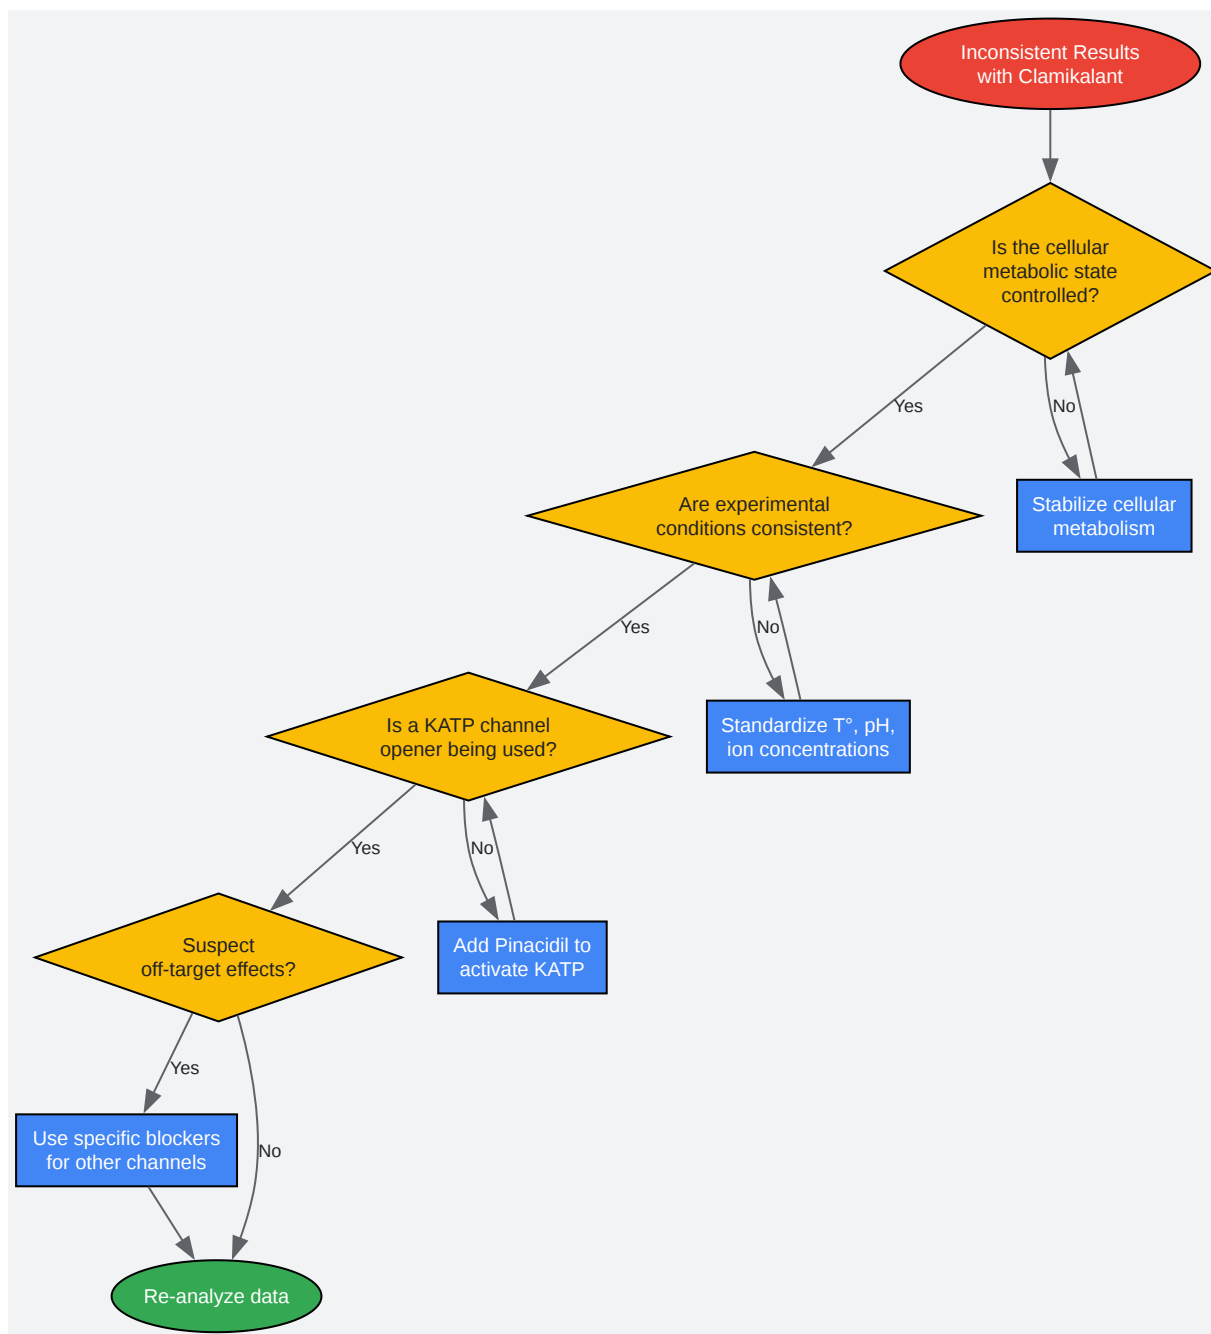 Inconsistent Results
with Clamikalant
Is the cellular
metabolic state
controlled?
Yes
No
Are experimental
conditions consistent?
Stabilize cellular
metabolism
Yes
No
Is a KATP channel
opener being used?
Standardize T°, pH,
ion concentrations
Yes
No
Suspect
off-target effects?
Add Pinacidil to
activate KATP
Yes
Use specific blockers
for other channels
No
Re-analyze data